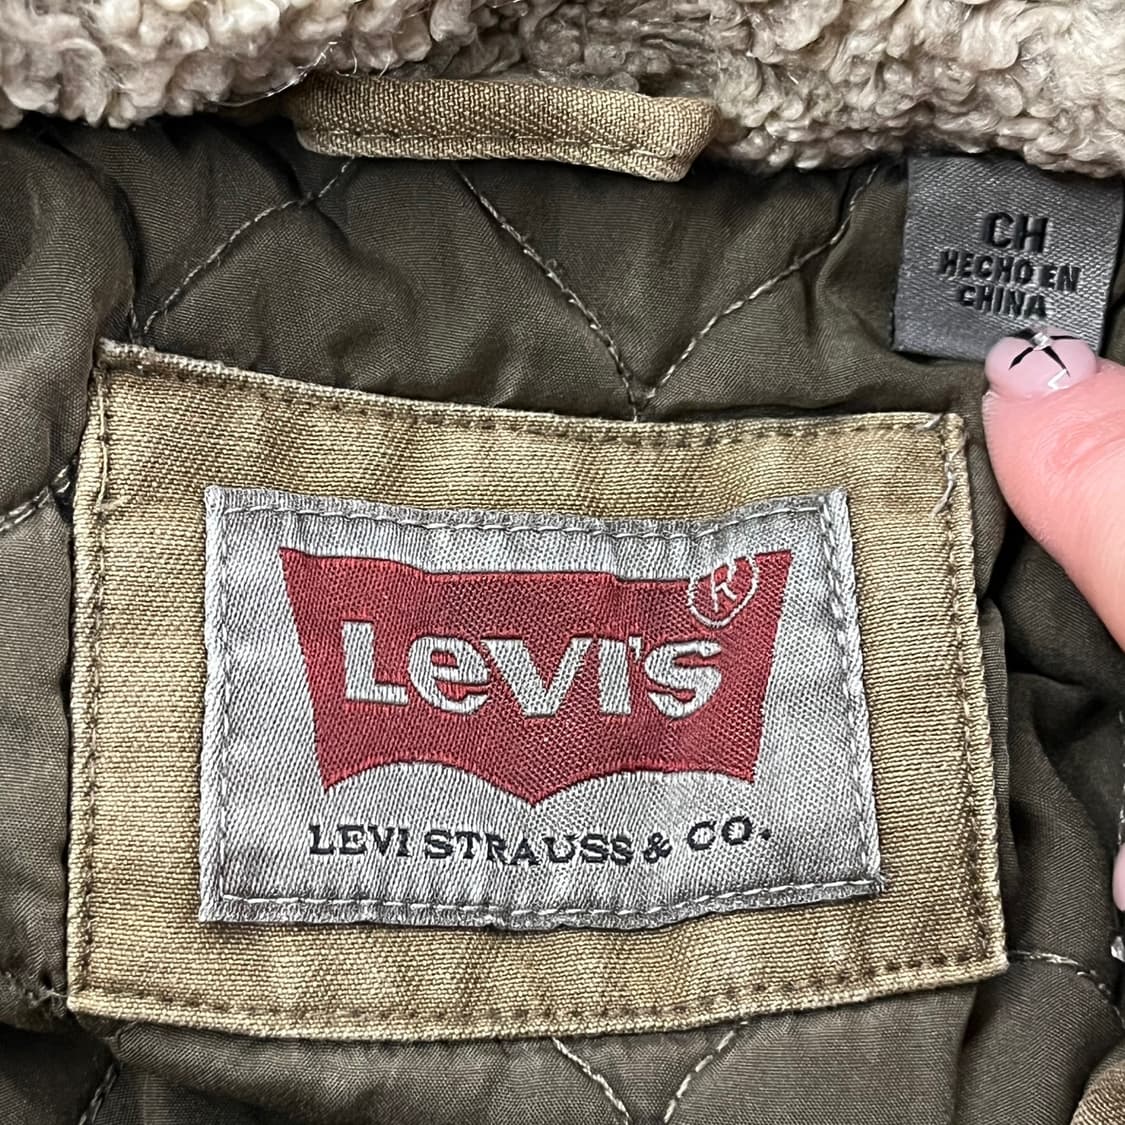 CH
HECHO EN
CHINA
LEVI'S ®
LEVI STRAUSS & CO.